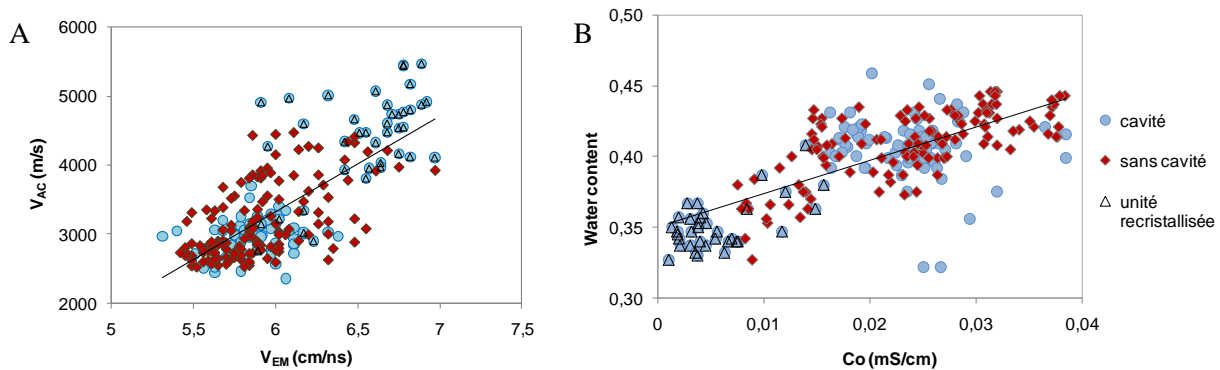 A
6000
5000
4000
3000
2000
5
5,5
6
6,5
7
7,5
V_AC (m/s)
V_EM (cm/ns)
B
0,50
0,45
0,40
0,35
0,30
0
0,01
0,02
0,03
0,04
Water content
Co (mS/cm)
cavité
sans cavité
unité
recristallisée